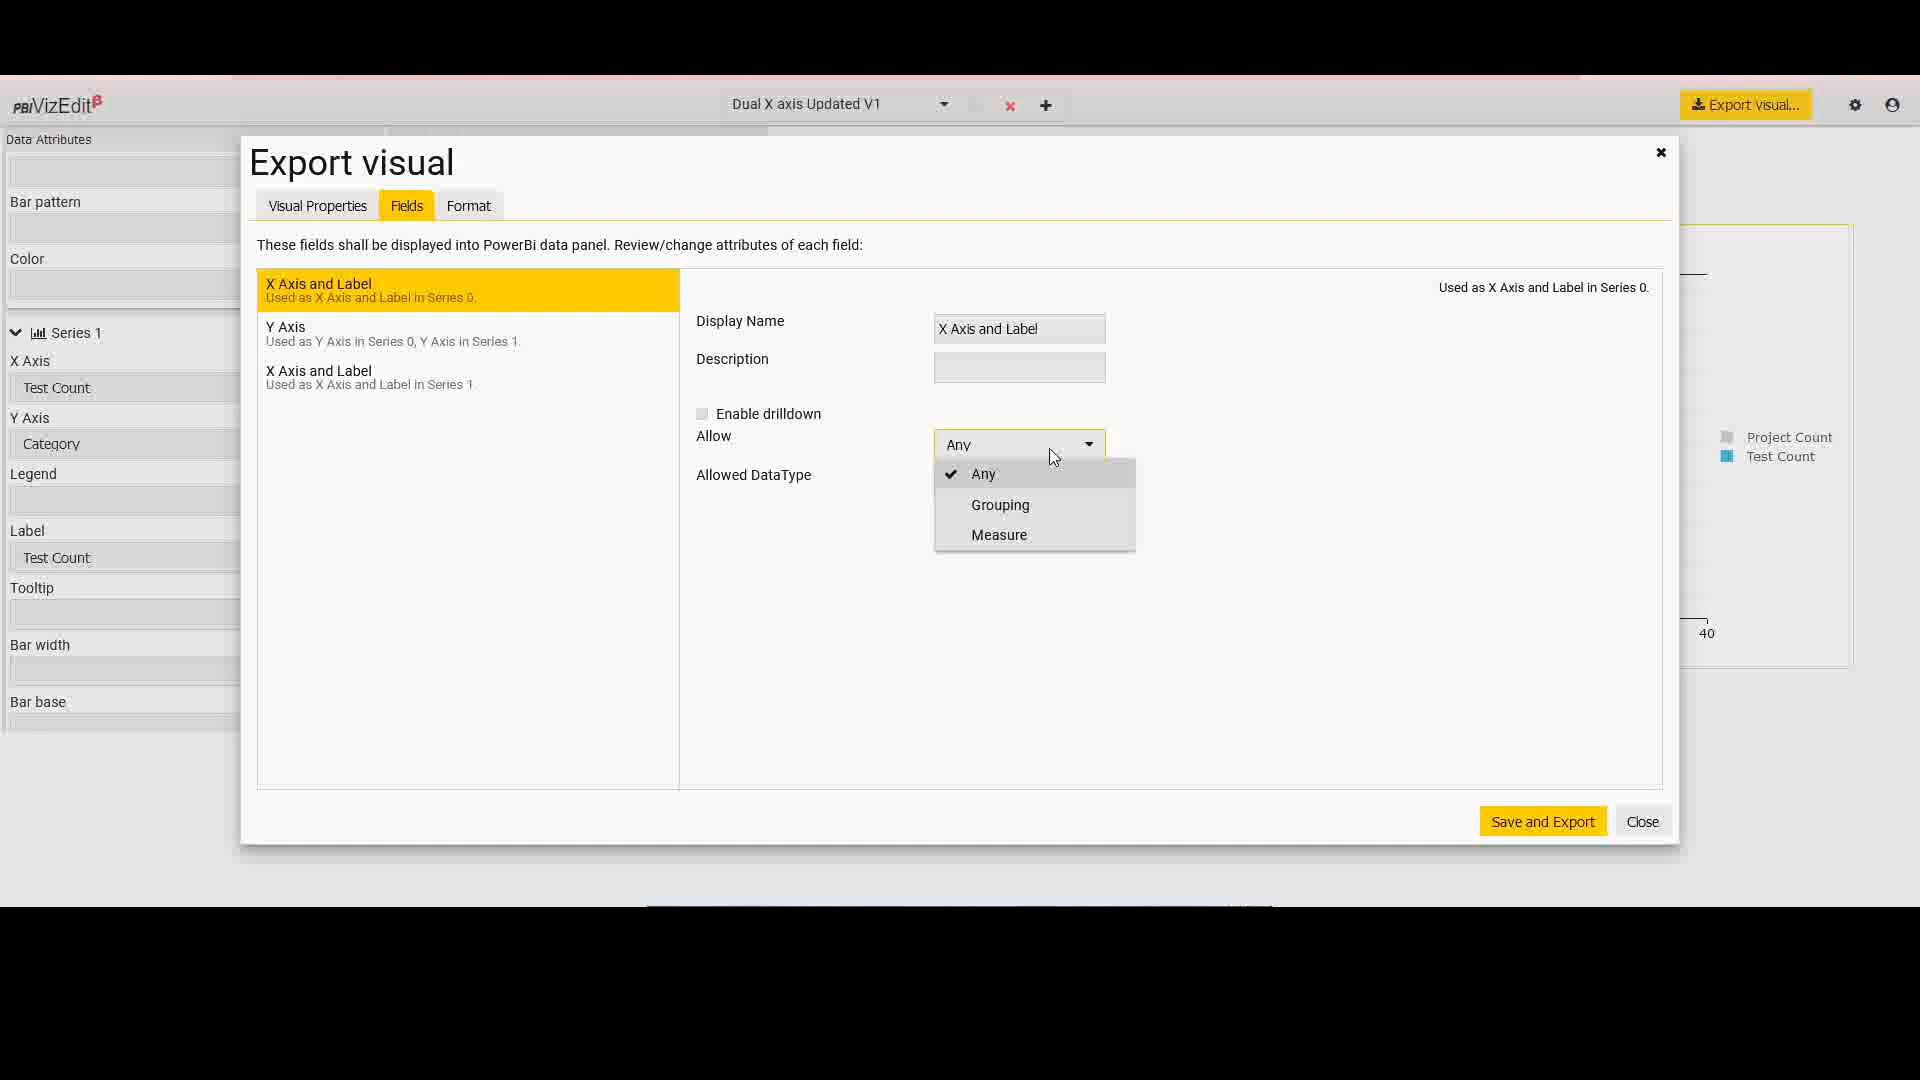 PBIVizEditβ
Dual X axis Updated V1
Export Visual...
Data Attributes
Bar pattern
Color
Series 1
X Axis
Test Count
Y Axis
Category
Legend
Label
Test Count
Tooltip
Bar width
Bar base
Export visual
Visual Properties
Fields
Format
These fields shall be displayed into PowerBi data panel. Review/change attributes of each field:
X Axis and Label
Used as X Axis and Label in Series 0.
Y Axis
Used as Y Axis in Series 0, Y Axis in Series 1.
X Axis and Label
Used as X Axis and Label in Series 1.
Used as X Axis and Label in Series 0.
Display Name
X Axis and Label
Description
Enable drilldown
Allow
Any
Allowed DataType
Any
Grouping
Measure
Save and Export
Close
Project Count
Test Count
40